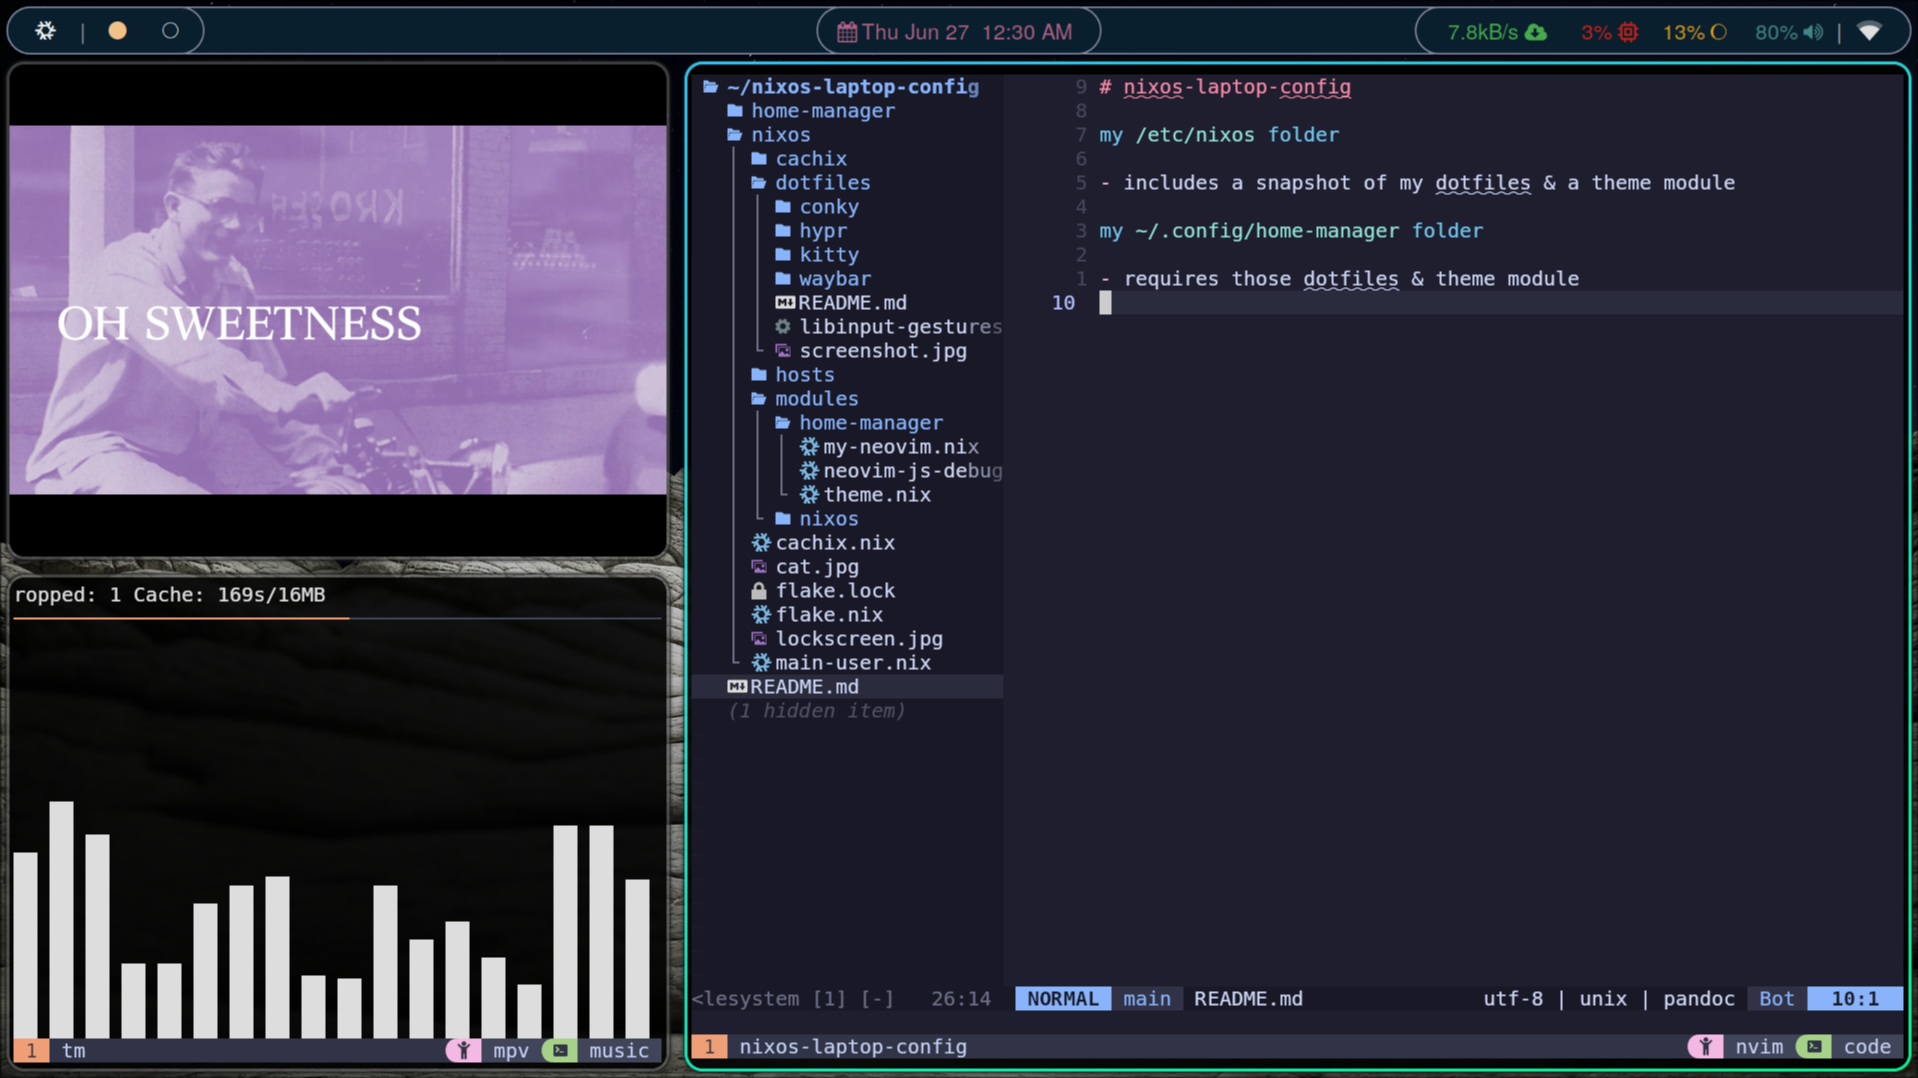 Thu Jun 27 12:30 AM
7.8kB/s 3% 13% 80% |
OH SWEETNESS
ropped: 1 Cache: 169s/16MB
1 tm mpv music
~/nixos-laptop-config
home-manager
nixos
cachix
dotfiles
conky
hypr
kitty
waybar
README.md
libinput-gestures
screenshot.jpg
hosts
modules
home-manager
my-neovim.nix
neovim-js-debug
theme.nix
nixos
cachix.nix
cat.jpg
flake.lock
flake.nix
lockscreen.jpg
main-user.nix
README.md
(1 hidden item)
<lesystem [1] [-] 26:14
9 # nixos-laptop-config
8
7 my /etc/nixos folder
6
5 - includes a snapshot of my dotfiles & a theme module
4
3 my ~/.config/home-manager folder
2
1 - requires those dotfiles & theme module
10
NORMAL main README.md utf-8 | unix | pandoc Bot 10:1
1 nixos-laptop-config nvim code